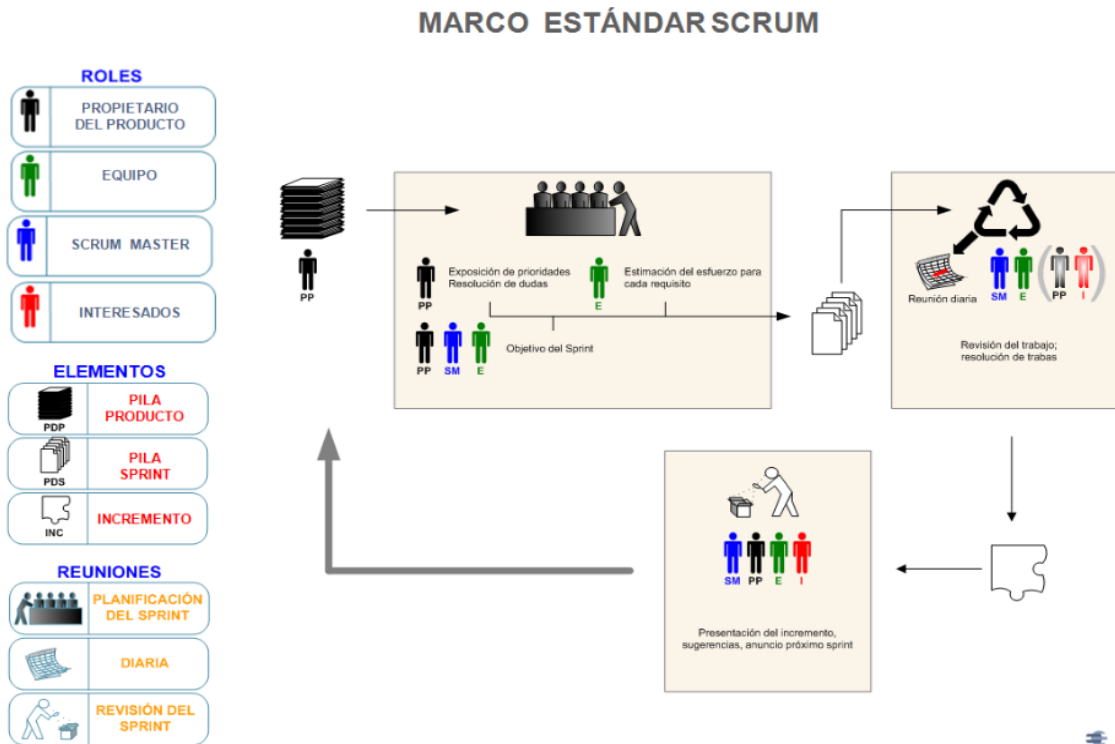 MARCO ESTÁNDAR SCRUM
ROLES
PROPIETARIO
DEL PRODUCTO
EQUIPO
SCRUM MASTER
INTERESADOS
ELEMENTOS
PDP
PILA
PRODUCTO
PDS
PILA
SPRINT
INC
INCREMENTO
REUNIONES
PLANIFICACIÓN
DEL SPRINT
DIARIA
REVISIÓN DEL
SPRINT
PP
PP
Exposición de prioridades
Resolución de dudas
E
Estimación del esfuerzo para
cada requisito
PP SM E
Objetivo del Sprint
Reunión diaria
SM E (PP I)
Revisión del trabajo;
resolución de trabas
SM PP E I
Presentación del incremento,
sugerencias, anuncio próximo sprint